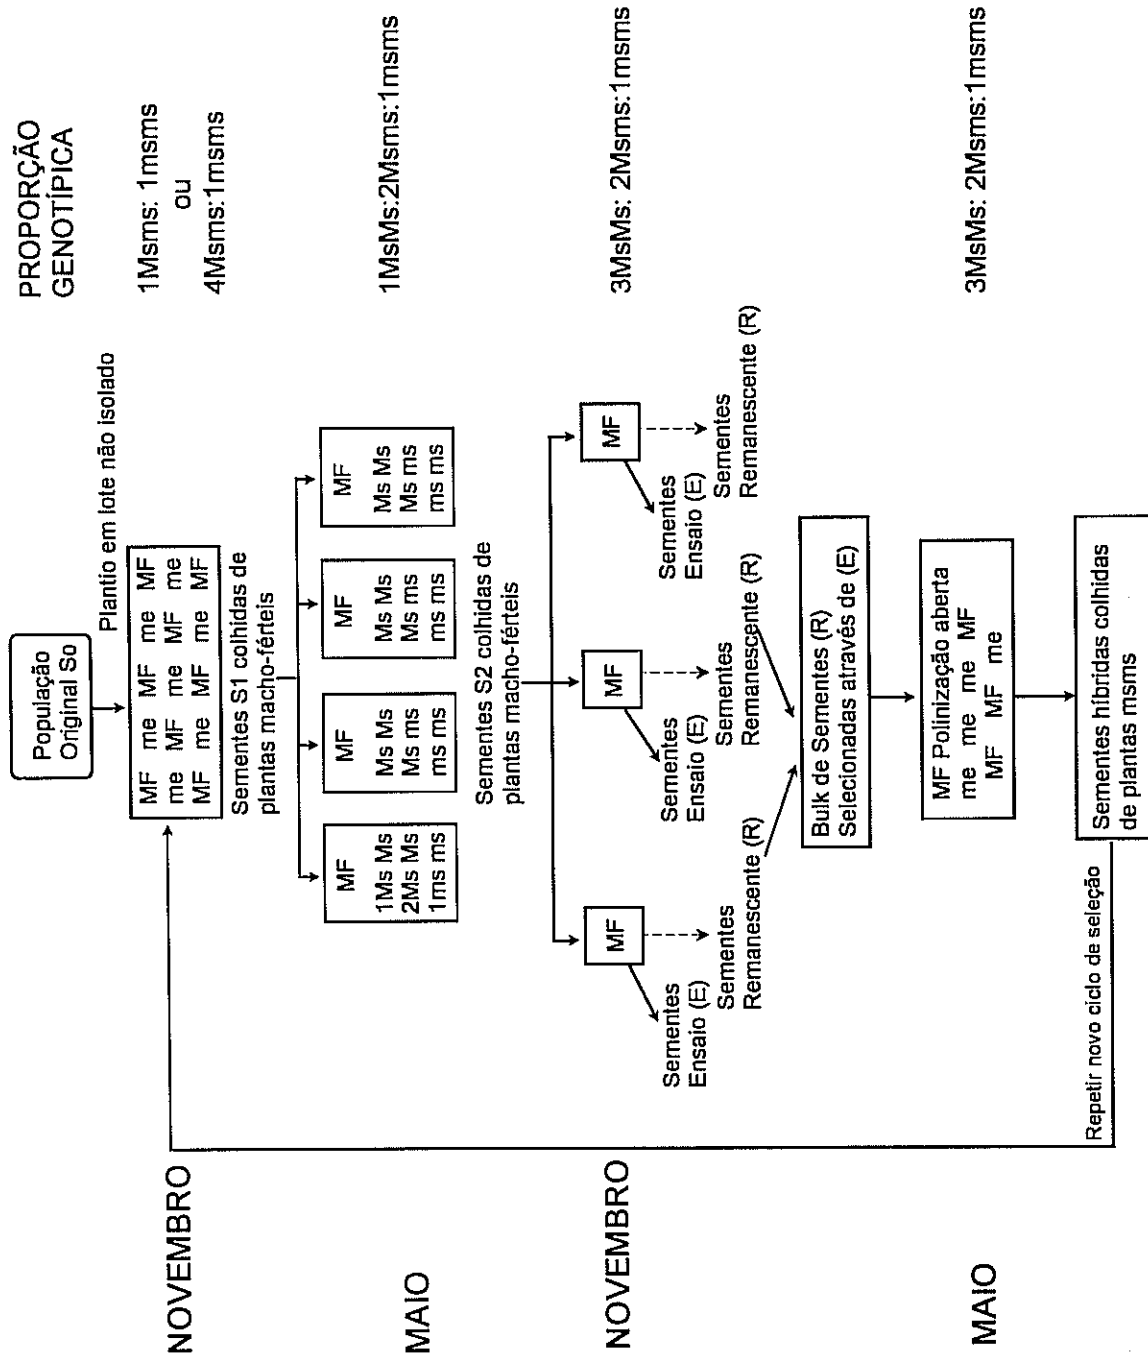 PROPORÇÃO
GENOTÍPICA
População
Original So
NOVEMBRO
Plantio em lote não isolado
MF me MF me MF
me MF me MF me
MF me MF me MF
1Msms: 1msms
ou
4Msms:1msms
Sementes S1 colhidas de
plantas macho-férteis
MAIO
MF
1Ms Ms
2Ms Ms
1ms ms
MF
Ms Ms
Ms ms
ms ms
MF
Ms Ms
Ms ms
ms ms
MF
Ms Ms
Ms ms
ms ms
1MsMs:2Msms:1msms
Sementes S2 colhidas de
plantas macho-férteis
NOVEMBRO
MF
MF
MF
3MsMs: 2Msms:1msms
Sementes
Ensaio (E)
Sementes
Remanescente (R)
Sementes
Ensaio (E)
Sementes
Remanescente (R)
Sementes
Ensaio (E)
Sementes
Remanescente (R)
Bulk de Sementes (R)
Selecionadas através de (E)
MAIO
MF Polinização aberta
me me me MF
MF MF me
3MsMs: 2Msms:1msms
Sementes híbridas colhidas
de plantas msms
Repetir novo ciclo de seleção